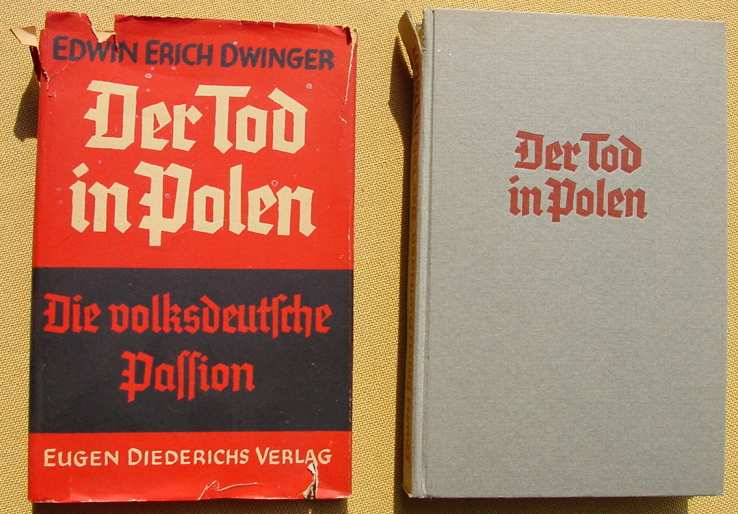 EDWIN ERICH DWINGER
Der Tod
in Polen
Die volksdeutſche
Paſſion
EUGEN DIEDERICHS VERLAG
Der Tod
in Polen